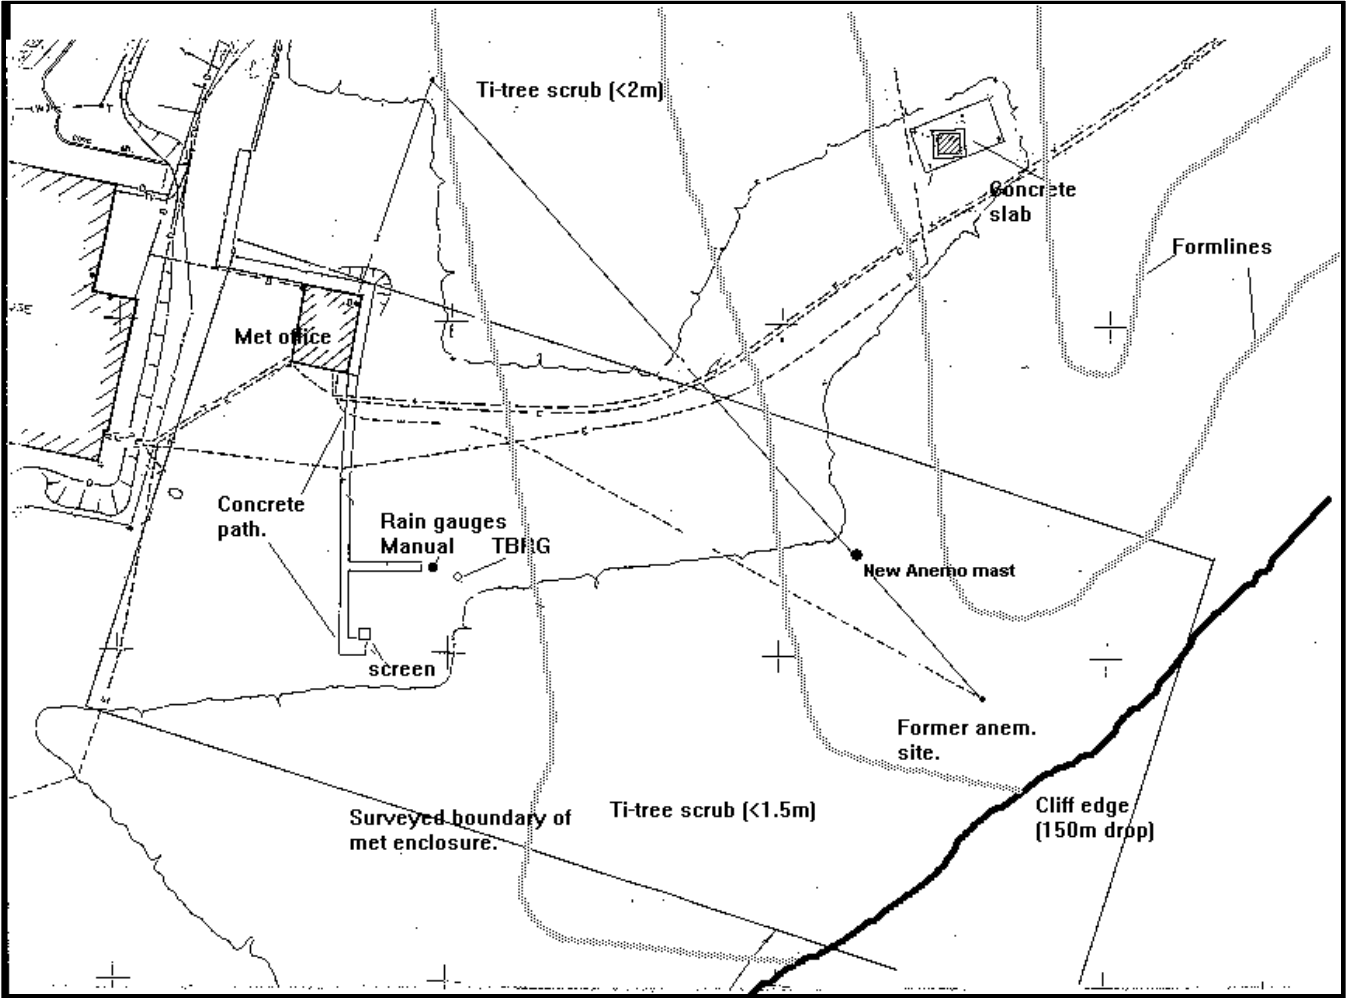 Ti-tree scrub (<2m)
Concrete
slab
Formlines
Met office
Concrete
path.
Rain gauges
Manual
TBRG
New Anemo mast
screen
Former anem.
site.
Surveyed boundary of
met enclosure.
Ti-tree scrub (<1.5m)
Cliff edge
(150m drop)